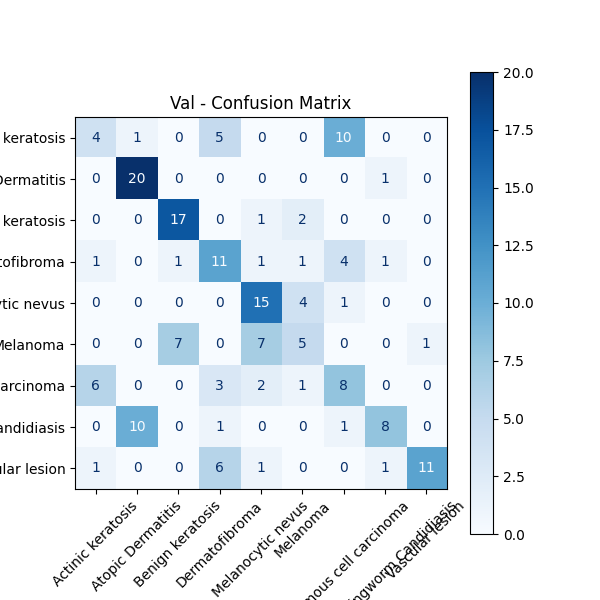 Val - Confusion Matrix
keratosis 4 1 0 5 0 0 10 0 0
Dermatitis 0 20 0 0 0 0 0 1 0
keratosis 0 0 17 0 1 2 0 0 0
tofibroma 1 0 1 11 1 1 4 1 0
ytic nevus 0 0 0 0 15 4 1 0 0
Melanoma 0 0 7 0 7 5 0 0 1
arcinoma 6 0 0 3 2 1 8 0 0
andidiasis 0 10 0 1 0 0 1 8 0
ular lesion 1 0 0 6 1 0 0 1 11
Actinic keratosis
Atopic Dermatitis
Benign keratosis
Dermatofibroma
Melanocytic nevus
Melanoma
mous cell carcinoma
ngworm Candidiasis
Vascular lesion
20.0
17.5
15.0
12.5
10.0
7.5
5.0
2.5
0.0